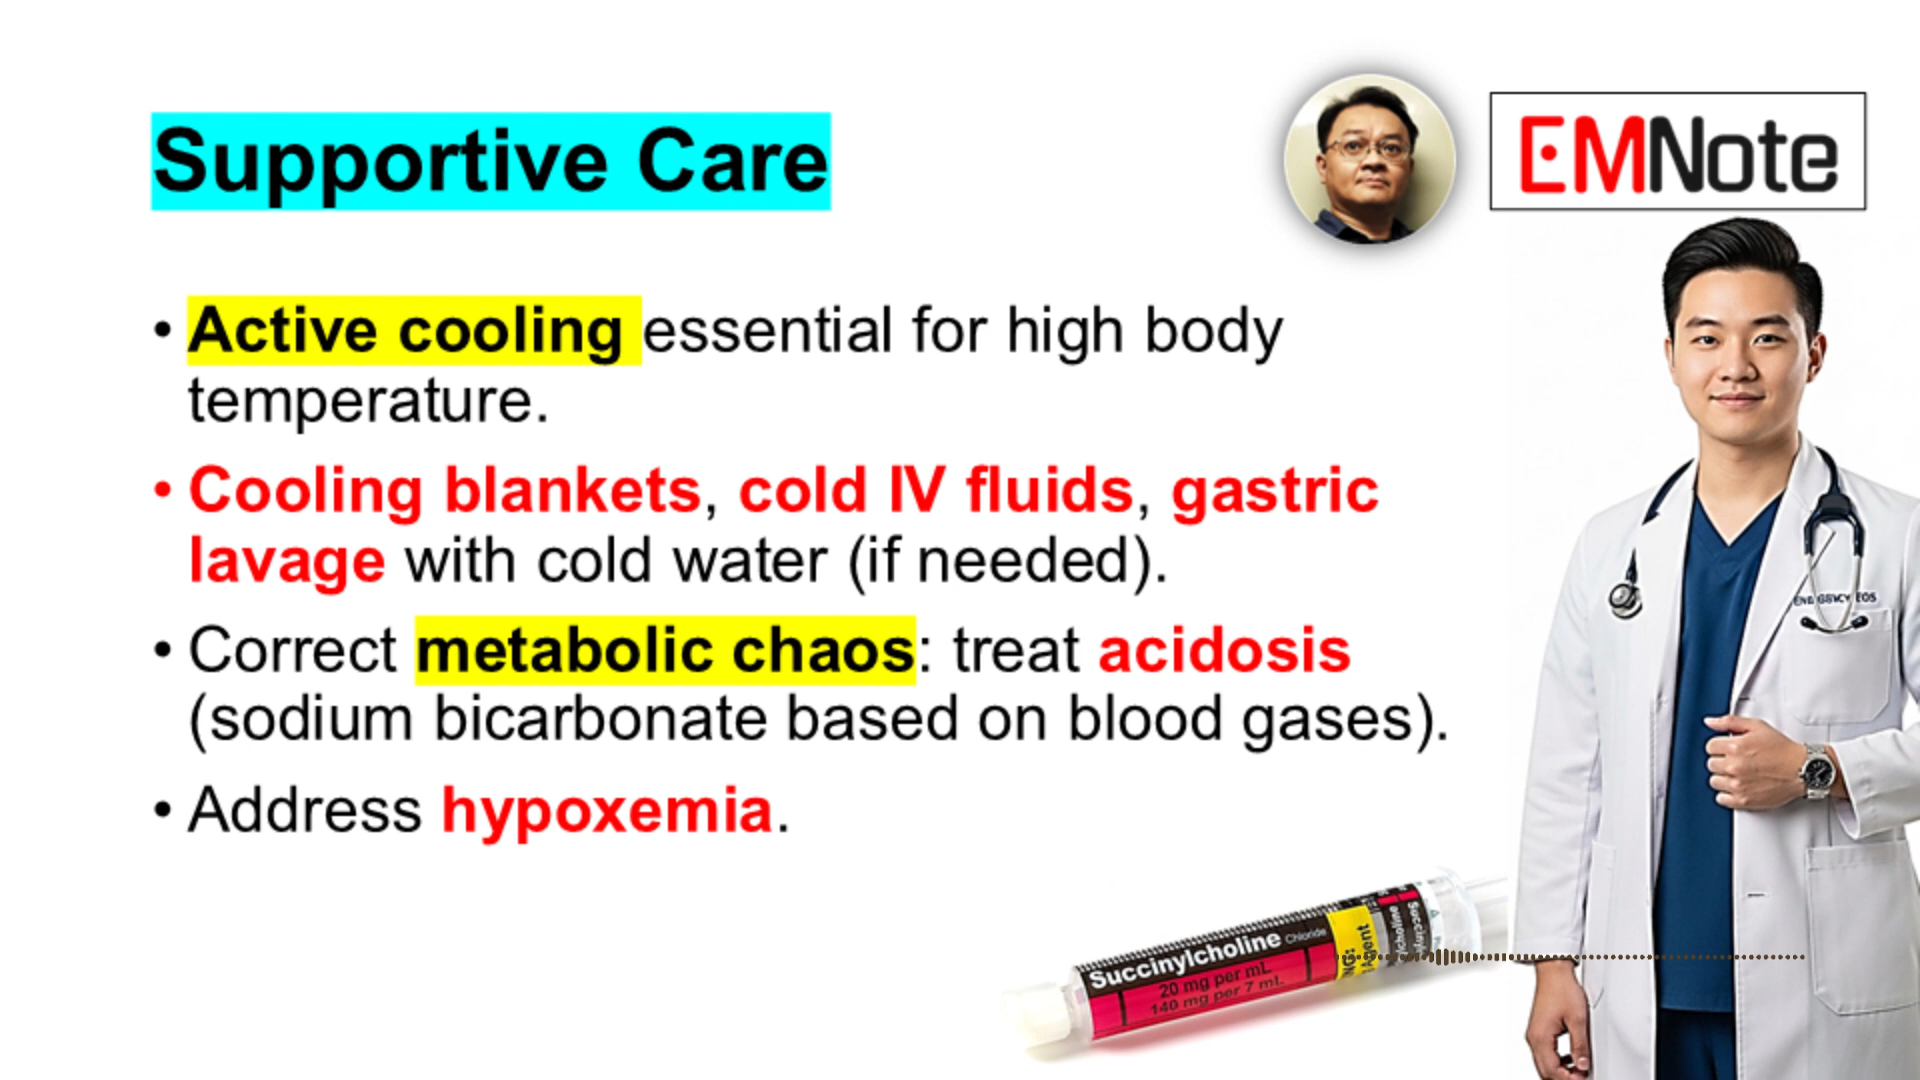 Supportive Care
EMNote
• Active cooling essential for high body
temperature.
• Cooling blankets, cold IV fluids, gastric
lavage with cold water (if needed).
• Correct metabolic chaos: treat acidosis
(sodium bicarbonate based on blood gases).
• Address hypoxemia.
Succinylcholine Chloride
20 mg per mL
140 mg per 7 mL